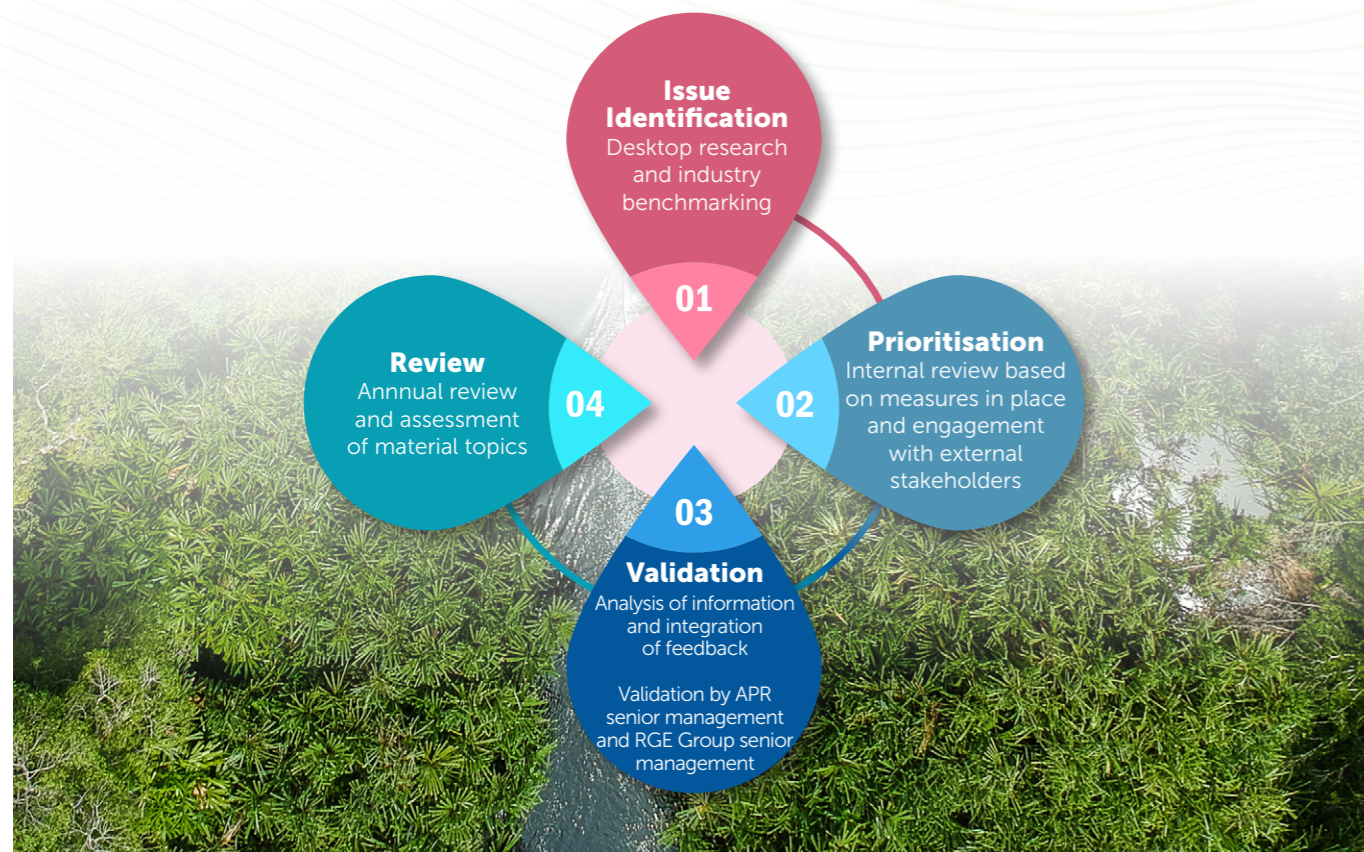 Issue
Identification
Desktop research
and industry
benchmarking
01
02
Prioritisation
Internal review based
on measures in place
and engagement
with external
stakeholders
03
Validation
Analysis of information
and integration
of feedback
Validation by APR
senior management
and RGE Group senior
management
04
Review
Annnual review
and assessment
of material topics